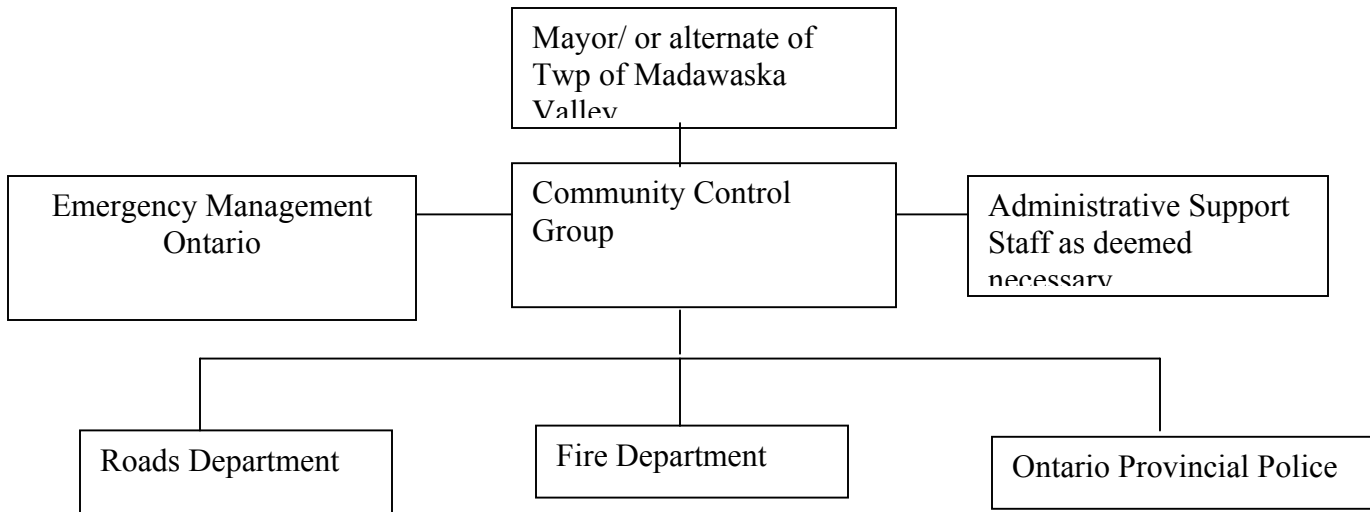 Mayor/ or alternate of
Twp of Madawaska
Valley
Emergency Management
Ontario
Community Control
Group
Administrative Support
Staff as deemed
necessary
Roads Department
Fire Department
Ontario Provincial Police